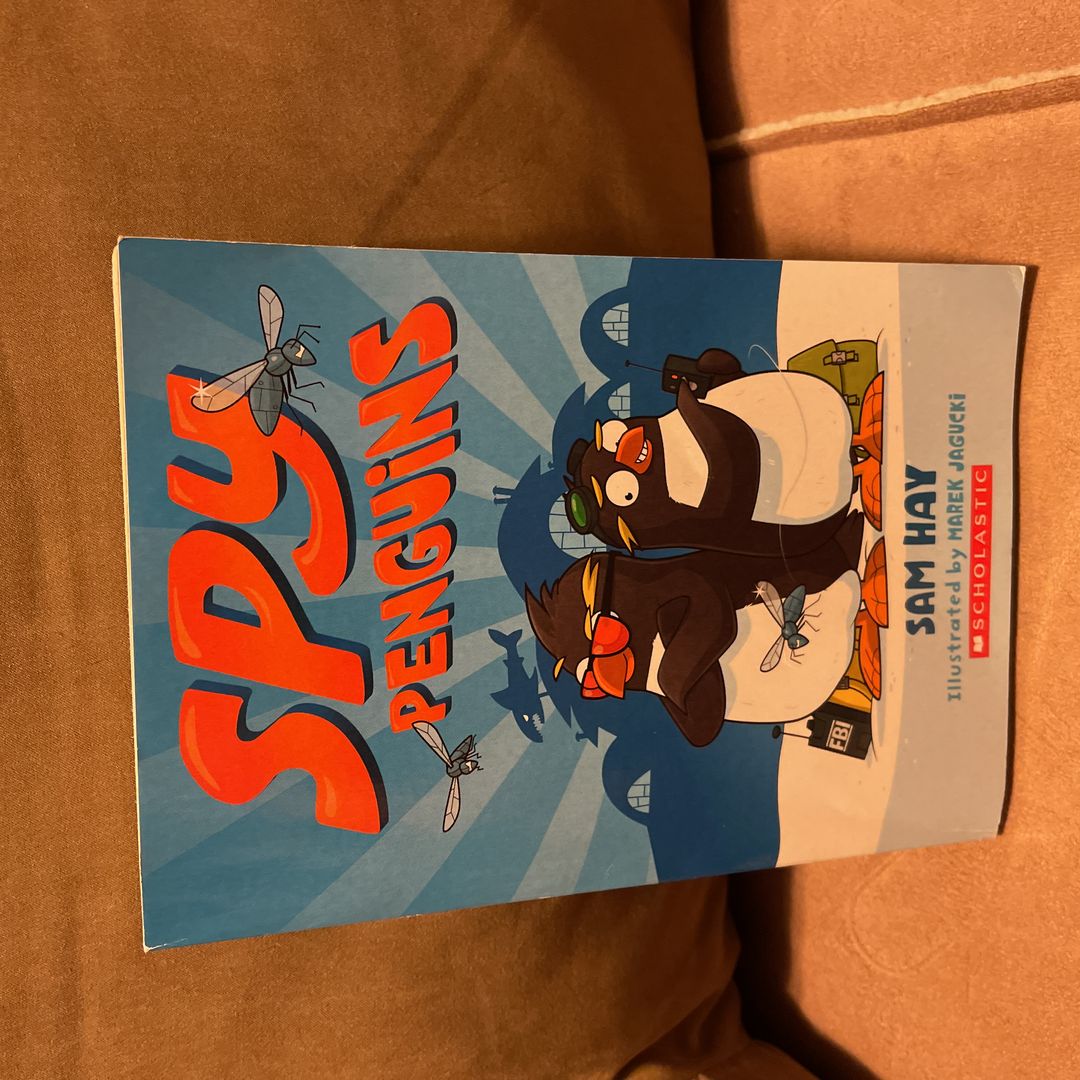 SPY
PENGUiNS
FBI
SAM HAY
Illustrated by MAREK JAGUCKi
SCHOLASTIC